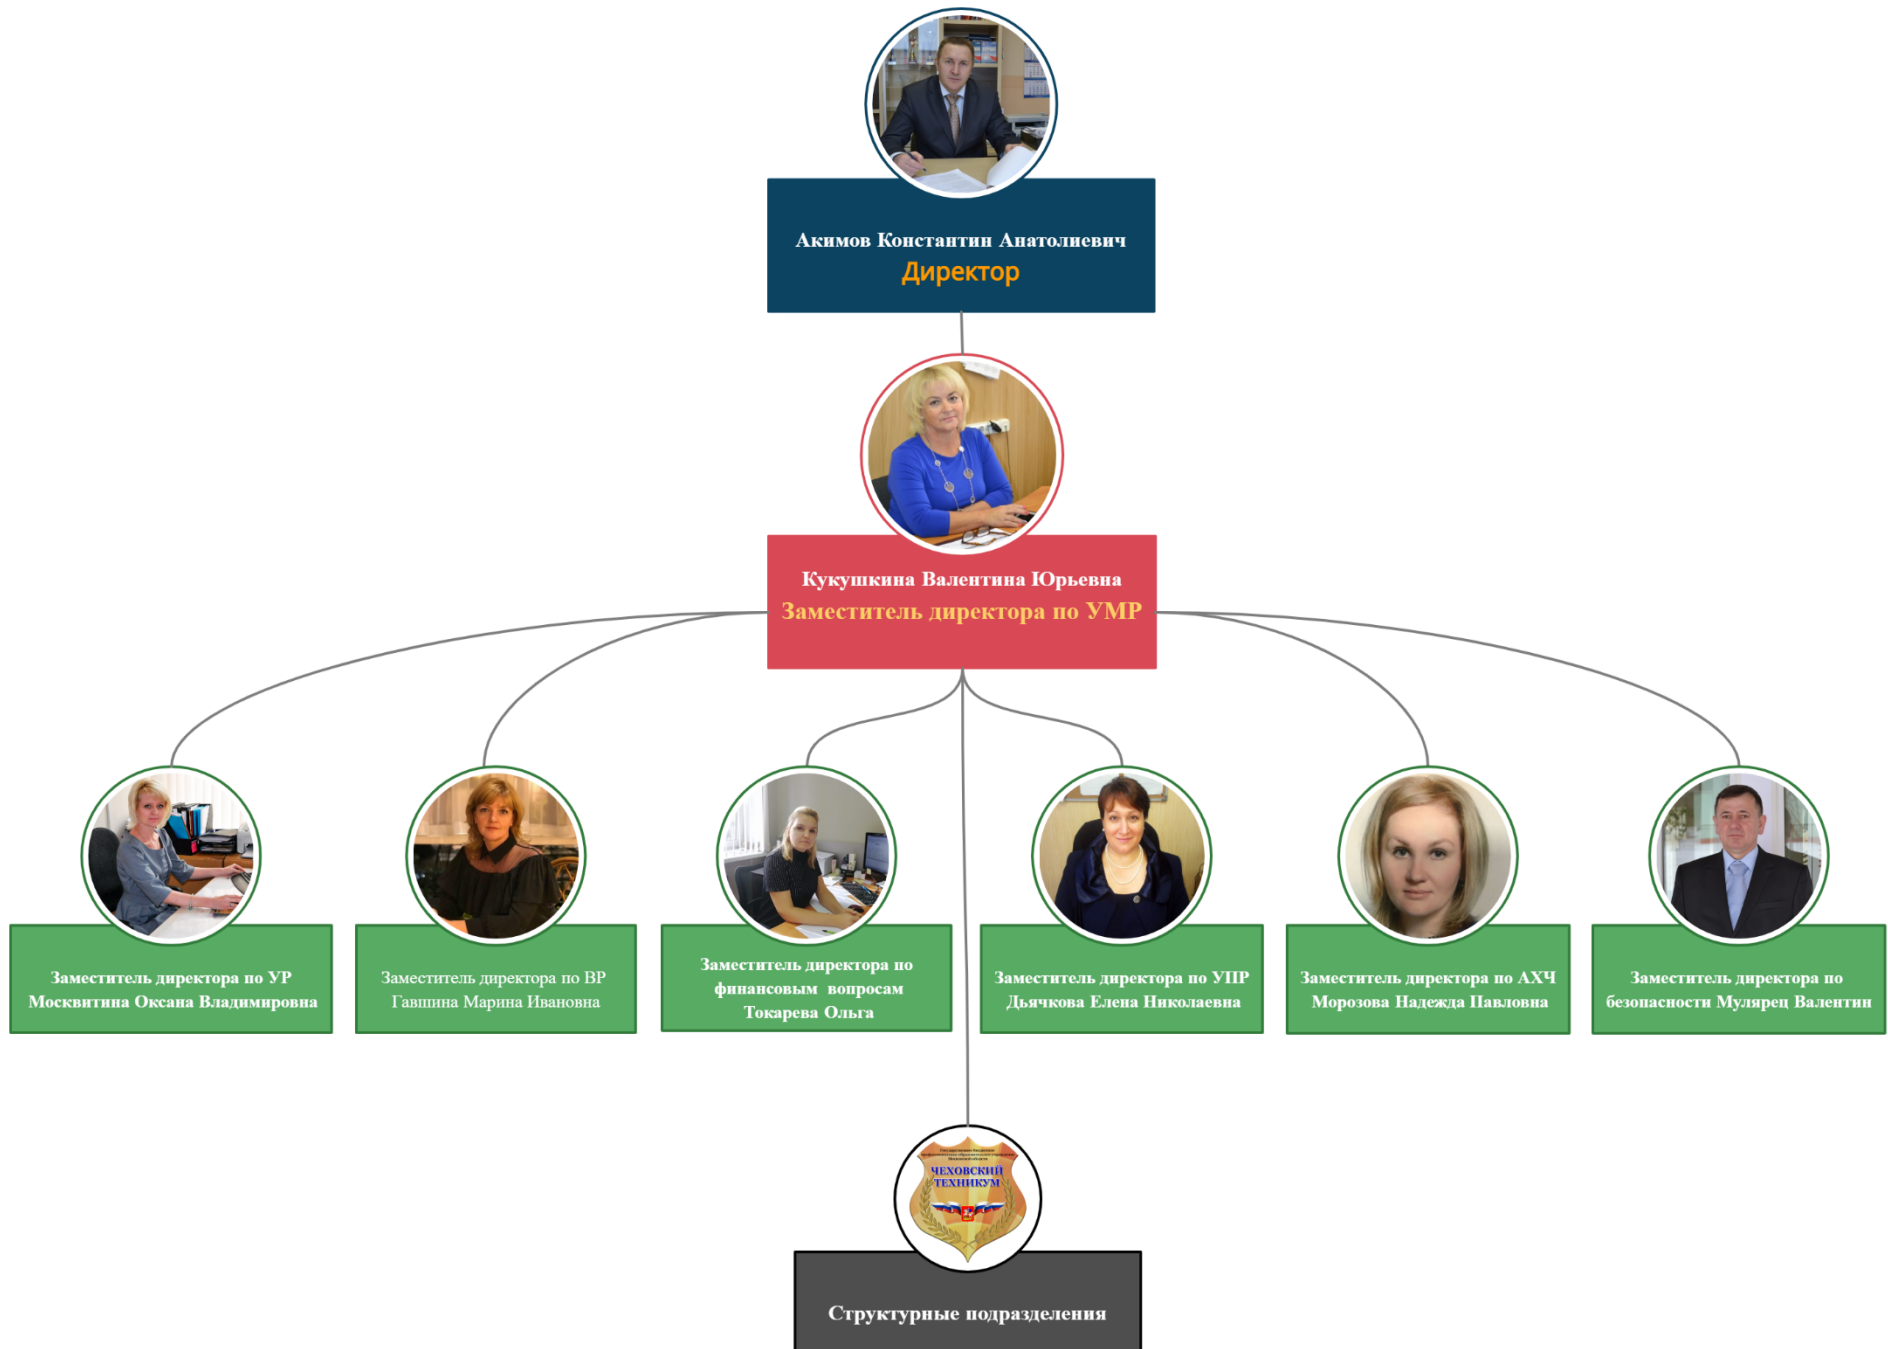 Акимов Константин Анатолиевич
Директор
Кукушкина Валентина Юрьевна
Заместитель директора по УМР
Заместитель директора по УР
Москвитина Оксана Владимировна
Заместитель директора по ВР
Гавшина Марина Ивановна
Заместитель директора по
финансовым вопросам
Токарева Ольга
Заместитель директора по УПР
Дьячкова Елена Николаевна
Заместитель директора по АХЧ
Морозова Надежда Павловна
Заместитель директора по
безопасности Мулярец Валентин
ЧЕХОВСКИЙ
ТЕХНИКУМ
Структурные подразделения